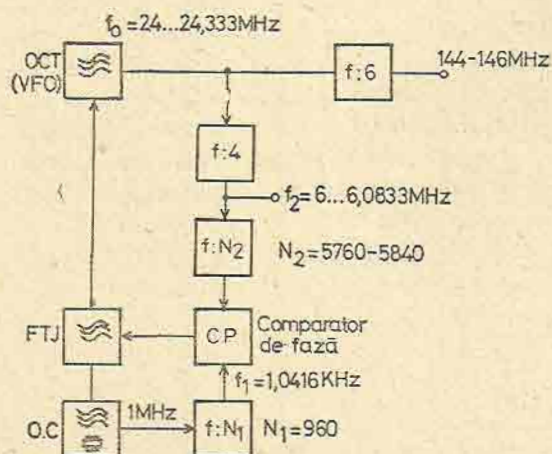 f₀=24...24,333MHz
OCT
(VFO)
f:6
144-146MHz
f:4
f₂=6...6,0833MHz
f:N₂
N₂=5760-5840
FTJ
C.P.
Comparator
de fază
f₁=1,0416KHz
O.C
1MHz
f:N₁
N₁=960